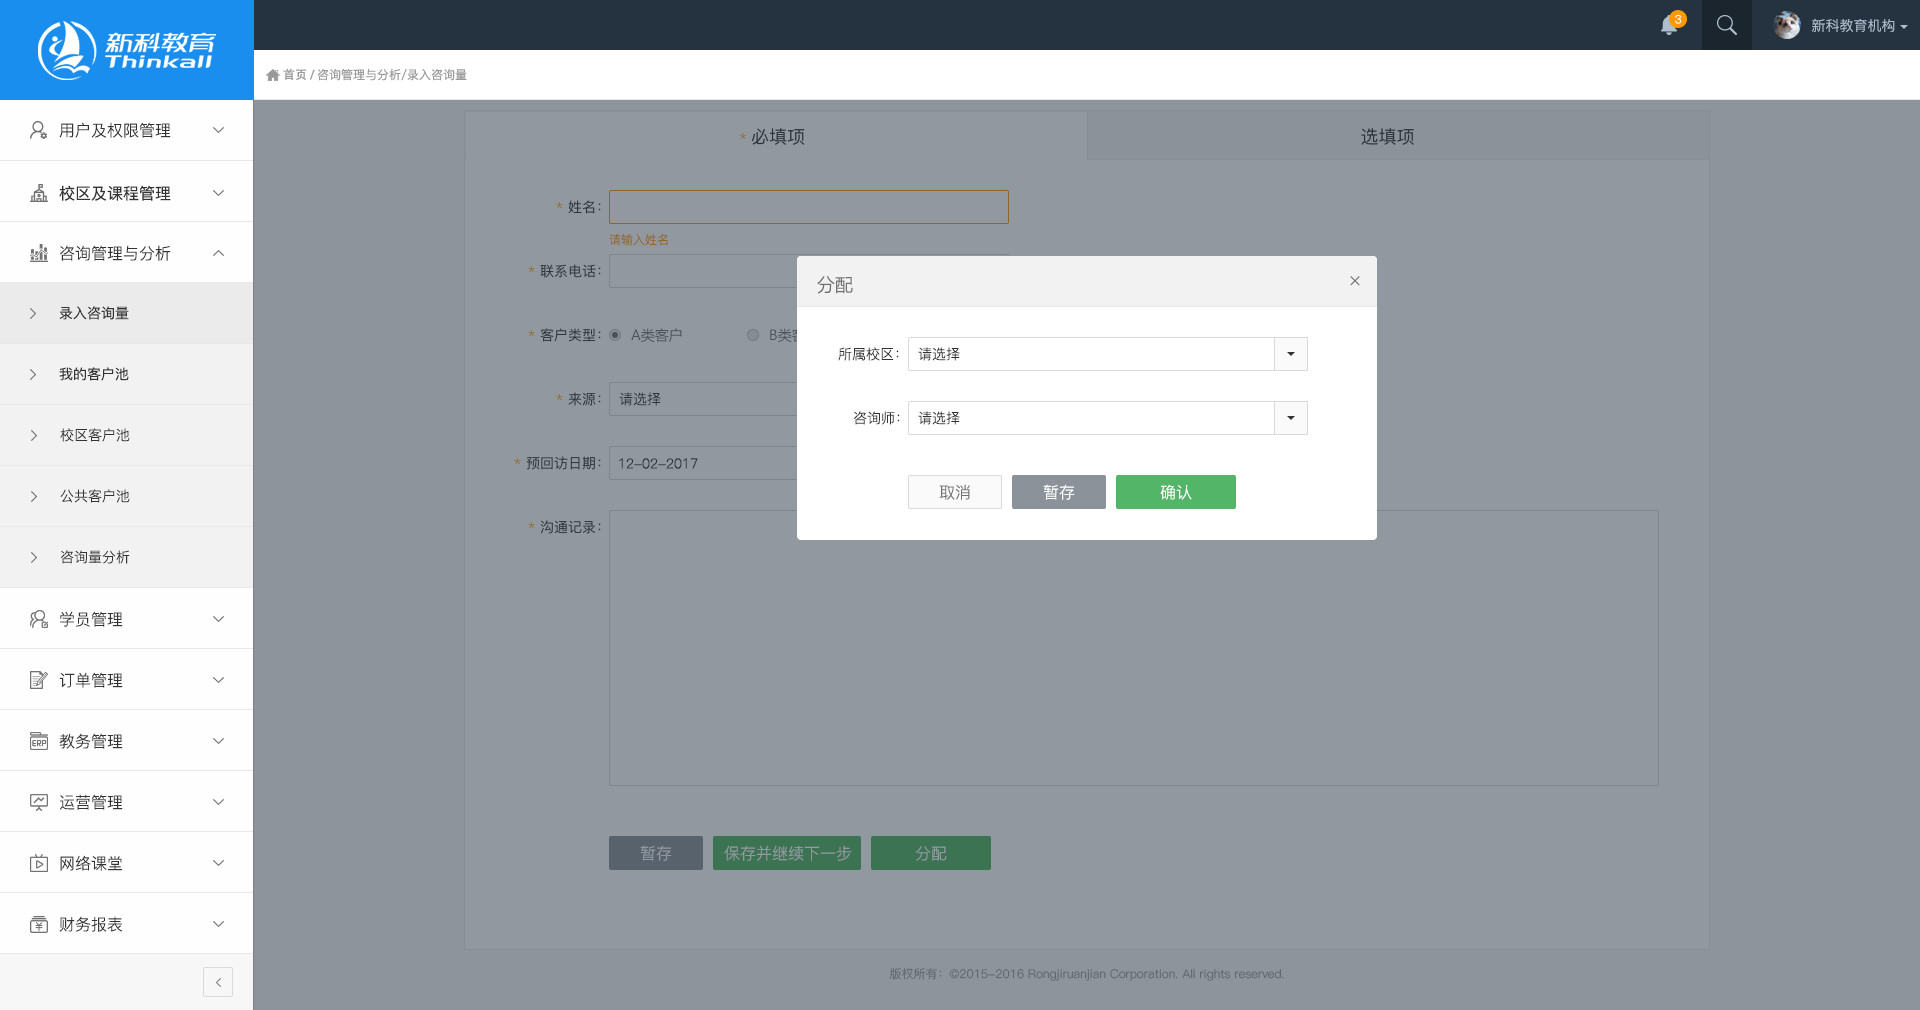 新科教育
Thinkall
3
新科教育机构
首页 / 咨询管理与分析/录入咨询量
用户及权限管理
校区及课程管理
咨询管理与分析
录入咨询量
我的客户池
校区客户池
公共客户池
咨询量分析
学员管理
订单管理
ERP
教务管理
运营管理
网络课堂
财务报表
* 必填项
选填项
* 姓名:
请输入姓名
* 联系电话:
* 客户类型:
A类客户
B类
* 来源:
请选择
* 预回访日期:
12-02-2017
* 沟通记录:
暂存
保存并继续下一步
分配
分配
×
所属校区:
请选择
咨询师:
请选择
取消
暂存
确认
版权所有: ©2015-2016 Rongjiruanjian Corporation. All rights reserved.